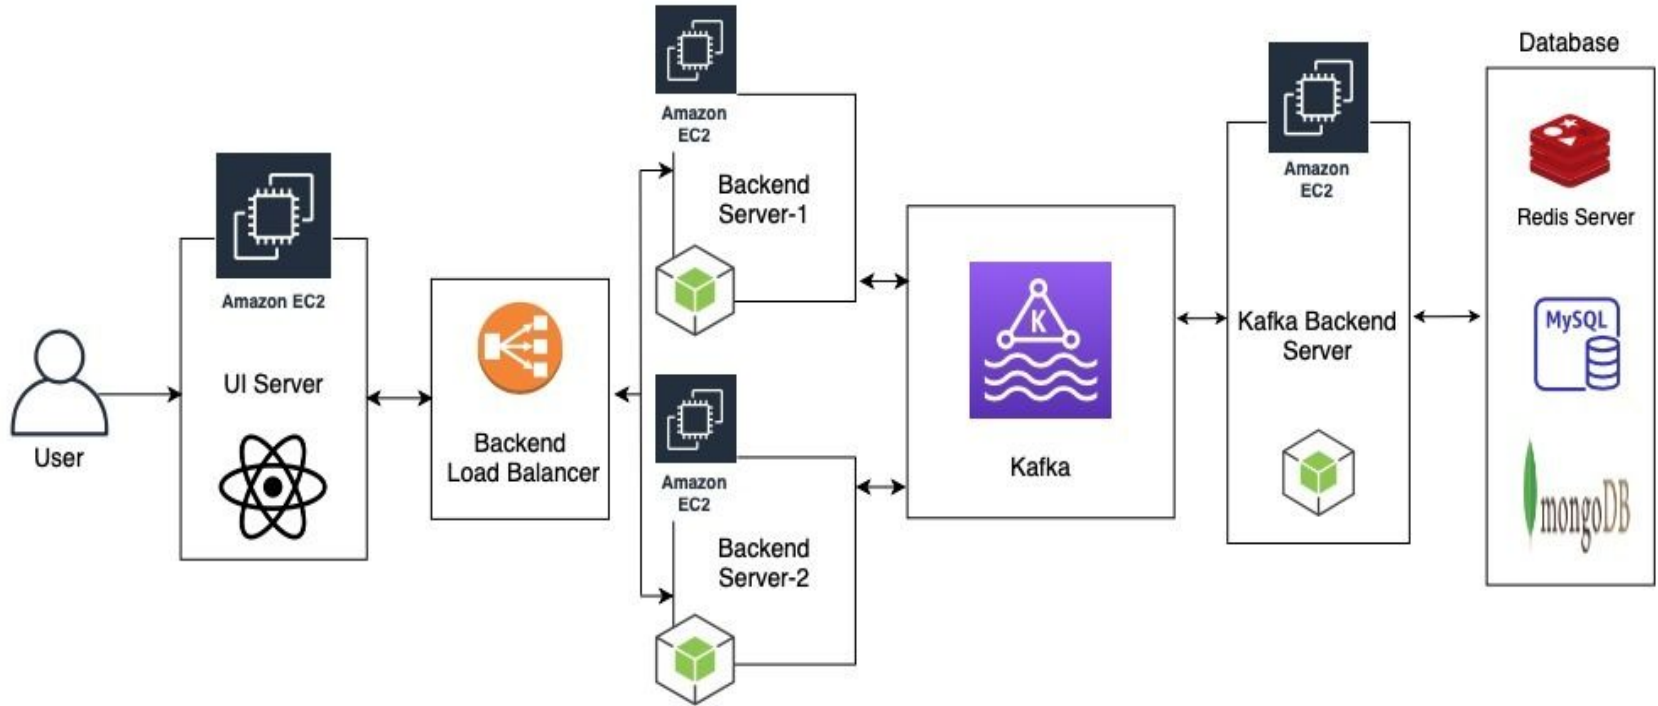 User
Amazon EC2
UI Server
Backend
Load Balancer
Amazon
EC2
Backend
Server-1
Amazon
EC2
Backend
Server-2
K
Kafka
Amazon
EC2
Kafka Backend
Server
Database
Redis Server
MySQL
mongoDB